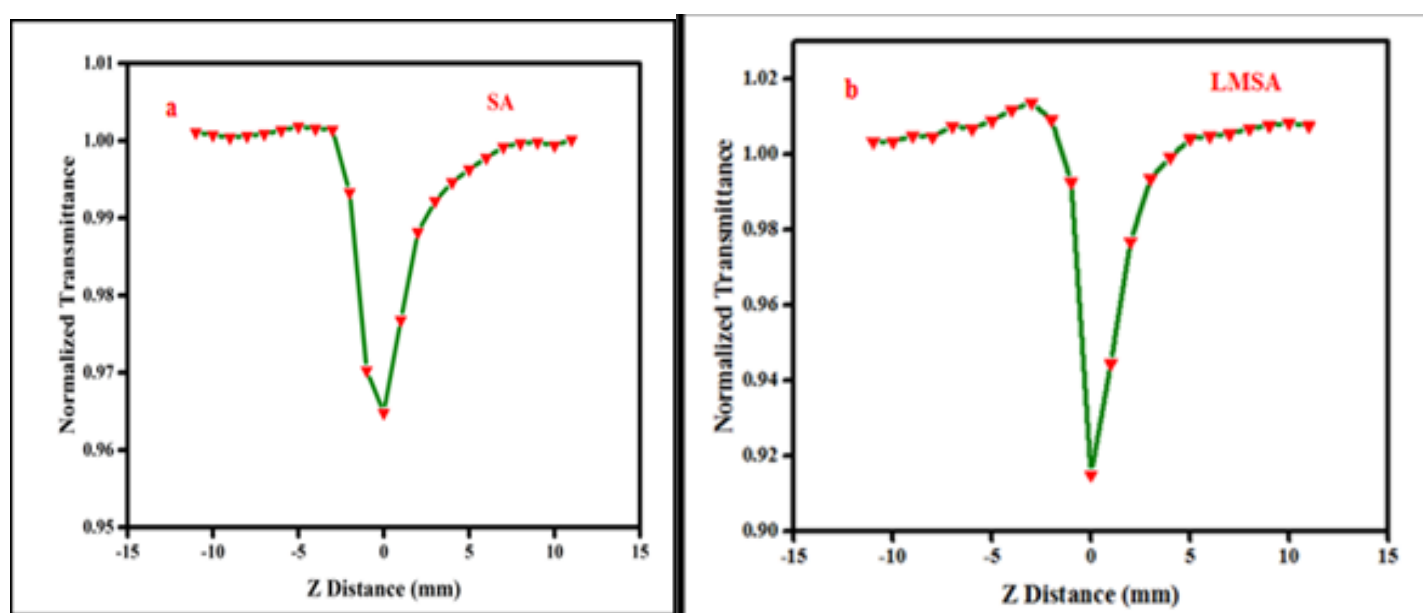 a
SA
Normalized Transmittance
1.01
1.00
0.99
0.98
0.97
0.96
0.95
-15 -10 -5 0 5 10 15
Z Distance (mm)
b
LMSA
Normalized Transmittance
1.02
1.00
0.98
0.96
0.94
0.92
0.90
-15 -10 -5 0 5 10 15
Z Distance (mm)